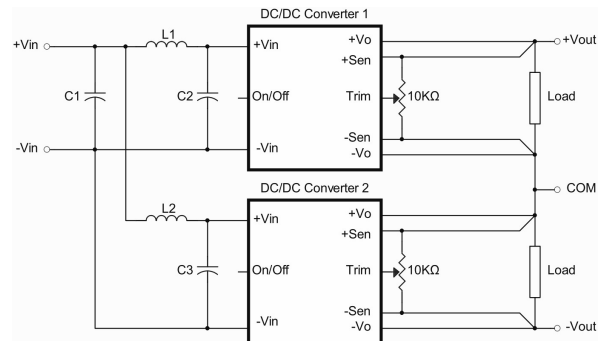 DC/DC Converter 1
+Vin
L1
+Vin
+Vo
+Vout
+Sen
C1
C2
On/Off
Trim
10KΩ
Load
-Sen
-Vin
-Vin
-Vo
COM
DC/DC Converter 2
L2
+Vin
+Vo
+Sen
C3
On/Off
Trim
10KΩ
Load
-Sen
-Vin
-Vo
-Vout